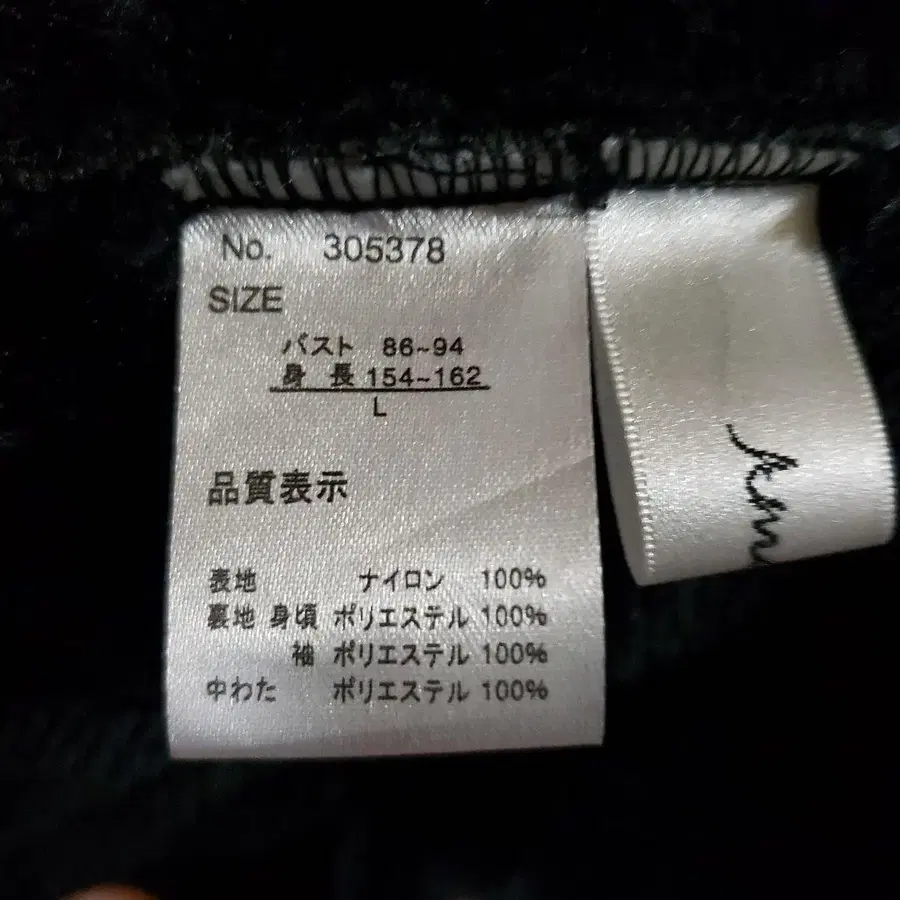 No. 305378
SIZE
バスト 86~94
身 長 154~162
L
品質表示
表地 ナイロン 100%
裏地 身頃 ポリエステル 100%
袖 ポリエステル 100%
中わた ポリエステル 100%